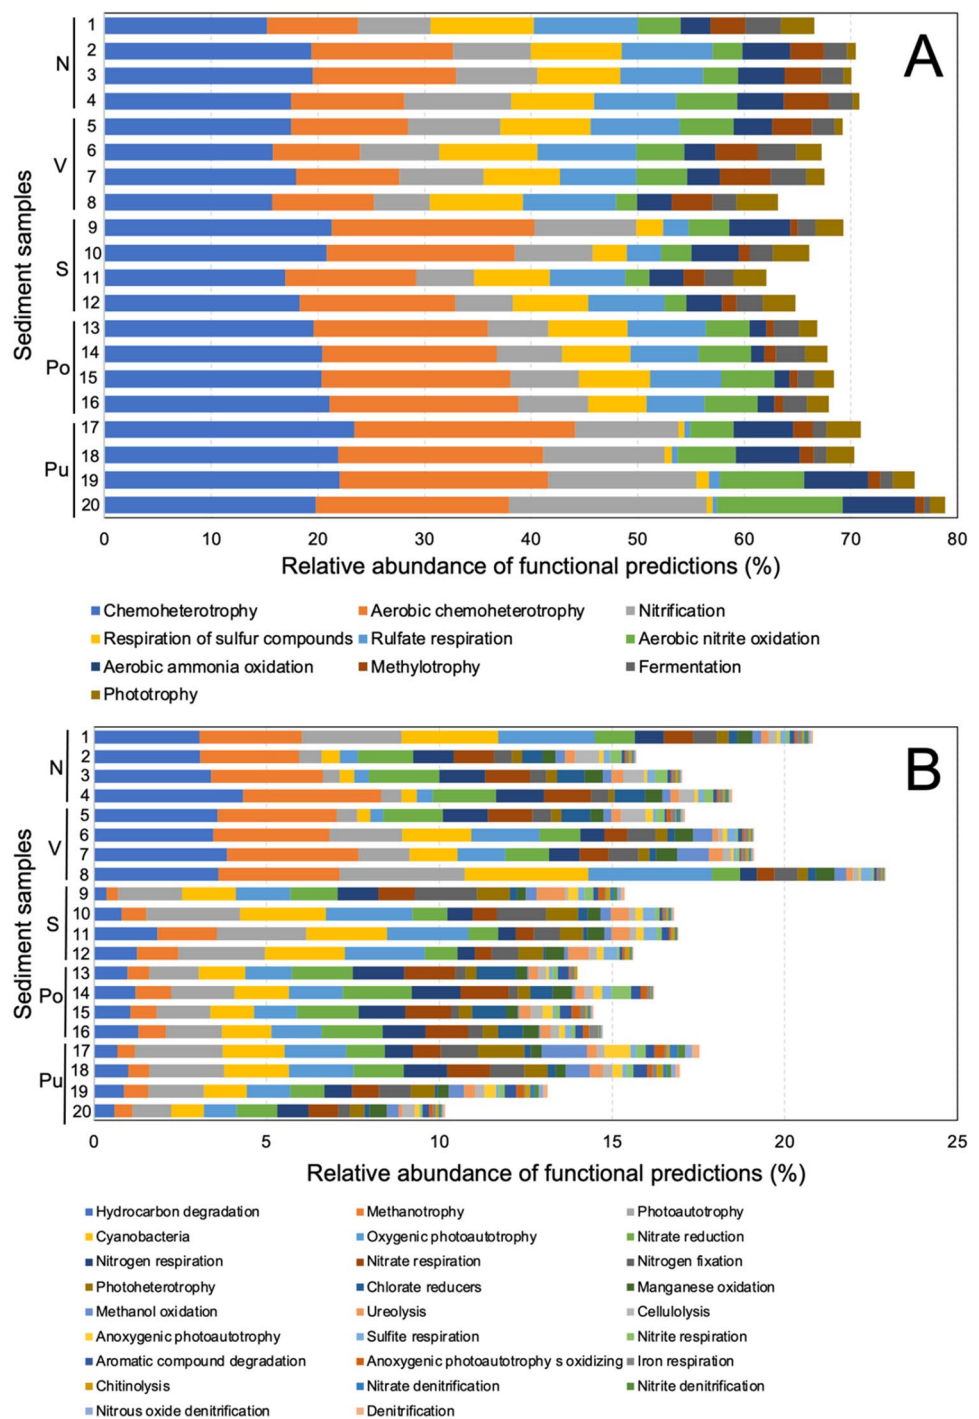 A
Sediment samples
N
V
S
Po
Pu
1
2
3
4
5
6
7
8
9
10
11
12
13
14
15
16
17
18
19
20
0 10 20 30 40 50 60 70 80
Relative abundance of functional predictions (%)
Chemoheterotrophy Aerobic chemoheterotrophy Nitrification
Respiration of sulfur compounds Rulfate respiration Aerobic nitrite oxidation
Aerobic ammonia oxidation Methylotrophy Fermentation
Phototrophy
B
Sediment samples
N
V
S
Po
Pu
1
2
3
4
5
6
7
8
9
10
11
12
13
14
15
16
17
18
19
20
0 5 10 15 20 25
Relative abundance of functional predictions (%)
Hydrocarbon degradation Methanotrophy Photoautotrophy
Cyanobacteria Oxygenic photoautotrophy Nitrate reduction
Nitrogen respiration Nitrate respiration Nitrogen fixation
Photoheterotrophy Chlorate reducers Manganese oxidation
Methanol oxidation Ureolysis Cellulolysis
Anoxygenic photoautotrophy Sulfite respiration Nitrite respiration
Aromatic compound degradation Anoxygenic photoautotrophy s oxidizing Iron respiration
Chitinolysis Nitrate denitrification Nitrite denitrification
Nitrous oxide denitrification Denitrification